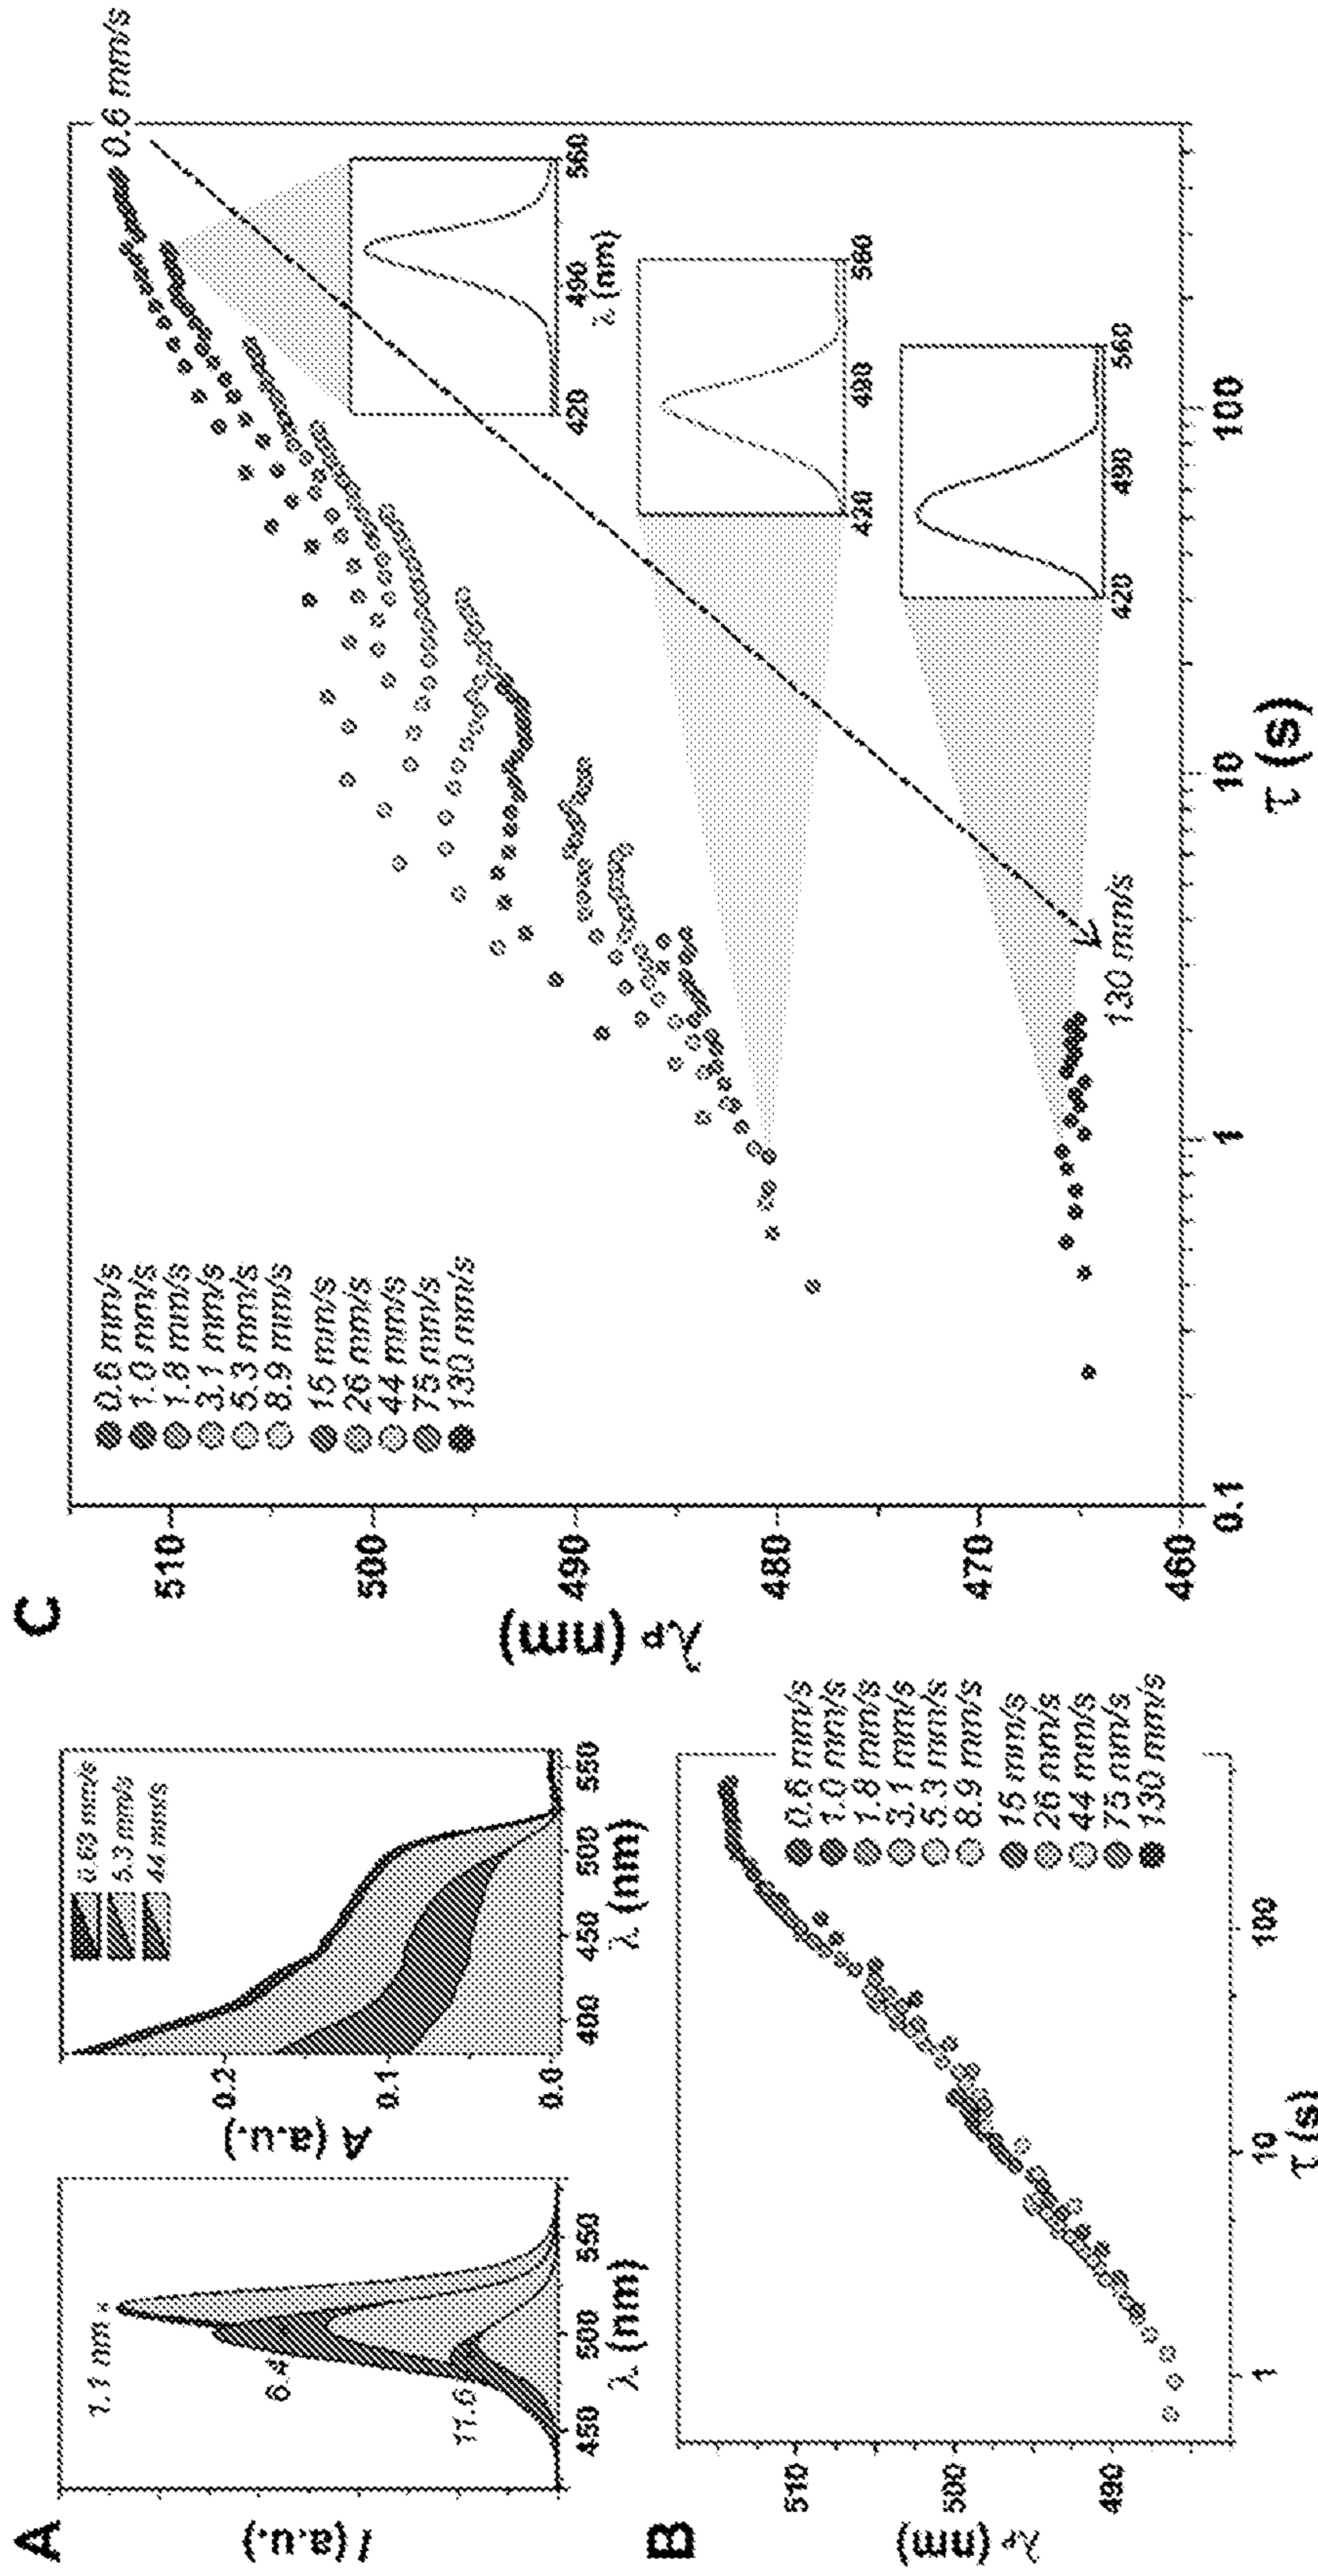 A
I (a.u.)
1.1 nm
6.4
11.6
450
500
550
λ (nm)
A (a.u.)
0.2
0.1
0.0
0.63 mm/s
5.3 mm/s
44 mm/s
400
450
500
550
λ (nm)
B
λp (nm)
510
500
490
1
10
100
τ (s)
0.6 mm/s
1.0 mm/s
1.8 mm/s
3.1 mm/s
5.3 mm/s
8.9 mm/s
15 mm/s
26 mm/s
44 mm/s
75 mm/s
130 mm/s
C
λp (nm)
510
500
490
480
470
460
0.1
1
10
100
τ (s)
0.6 mm/s
1.0 mm/s
1.8 mm/s
3.1 mm/s
5.3 mm/s
8.9 mm/s
15 mm/s
26 mm/s
44 mm/s
75 mm/s
130 mm/s
0.6 mm/s
420
490
560
λ (nm)
490
420
490
560
130 mm/s